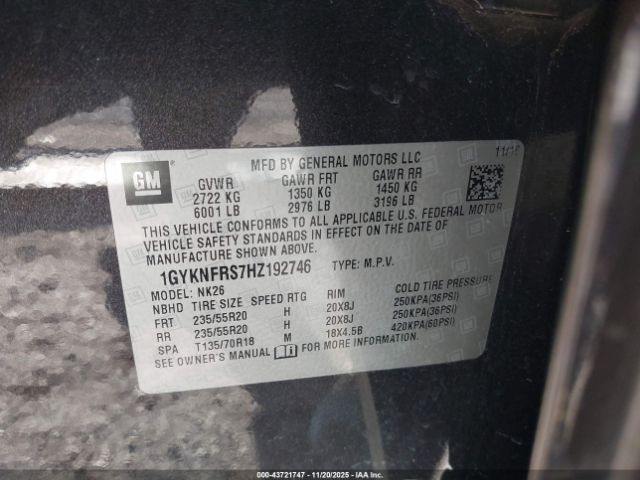 GM
MFD BY GENERAL MOTORS LLC
11/16
GVWR GAWR FRT GAWR RR
2722 KG 1350 KG 1450 KG
6001 LB 2976 LB 3196 LB
THIS VEHICLE CONFORMS TO ALL APPLICABLE U.S. FEDERAL MOTOR
VEHICLE SAFETY STANDARDS IN EFFECT ON THE DATE OF
MANUFACTURE SHOWN ABOVE.
1GYKNFRS7HZ192746 TYPE: M.P.V.
MODEL: NK26
NBHD TIRE SIZE SPEED RTG RIM COLD TIRE PRESSURE
FRT 235/55R20 H 20X8J 250KPA(36PSI)
RR 235/55R20 H 20X8J 250KPA(36PSI)
SPA T135/70R18 M 18X4.5B 420KPA(60PSI)
SEE OWNER'S MANUAL FOR MORE INFORMATION.
000-43721747 - 11/20/2025 - IAAI.COM